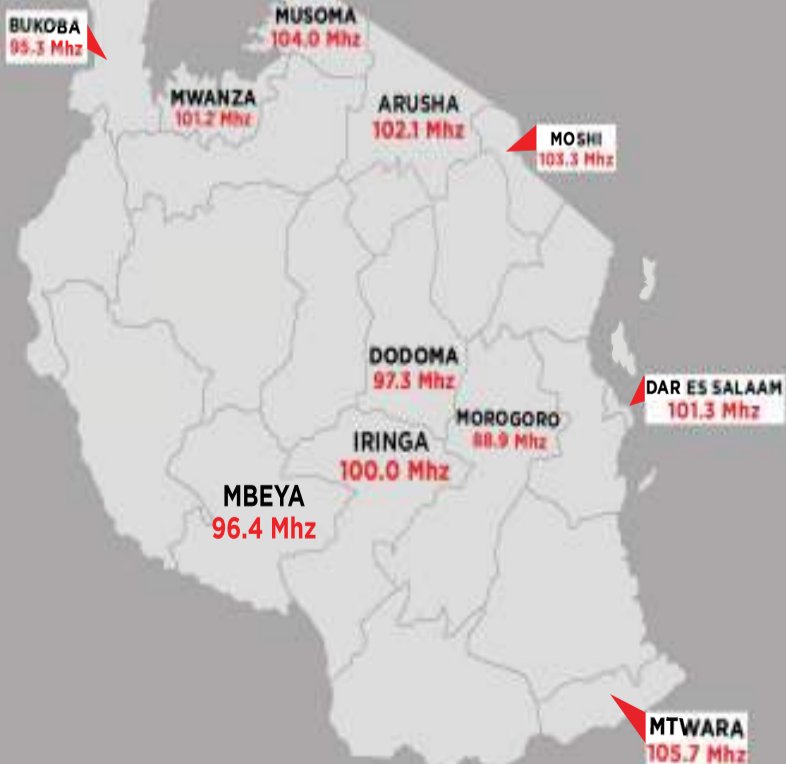 BUKOBA
95.3 Mhz
MUSOMA
104.0 Mhz
MWANZA
101.2 Mhz
ARUSHA
102.1 Mhz
MOSHI
103.3 Mhz
DODOMA
97.3 Mhz
DAR ES SALAAM
101.3 Mhz
MOROGORO
88.9 Mhz
IRINGA
100.0 Mhz
MBEYA
96.4 Mhz
MTWARA
105.7 Mhz